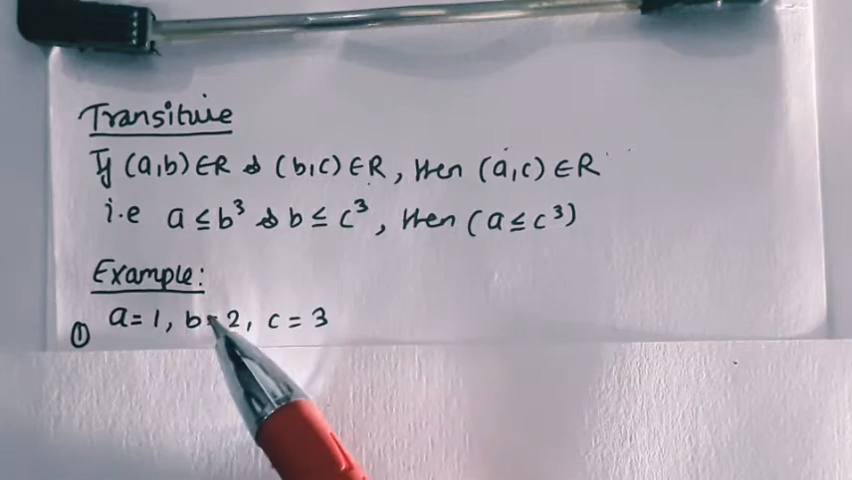 Transitive
If (a,b) ∈ R & (b,c) ∈ R, then (a,c) ∈ R
i.e a ≤ b³ & b ≤ c³, then (a ≤ c³)
Example:
① a = 1, b = 2, c = 3